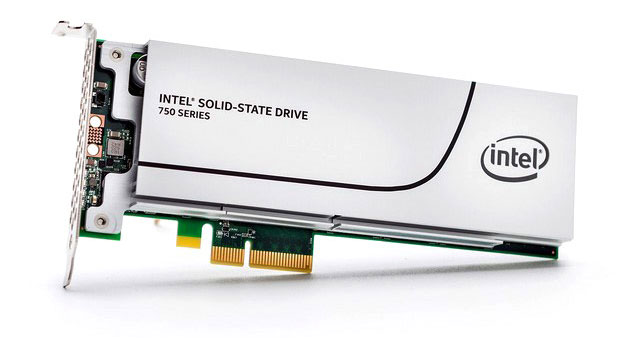 INTEL® SOLID-STATE DRIVE
750 SERIES
intel®